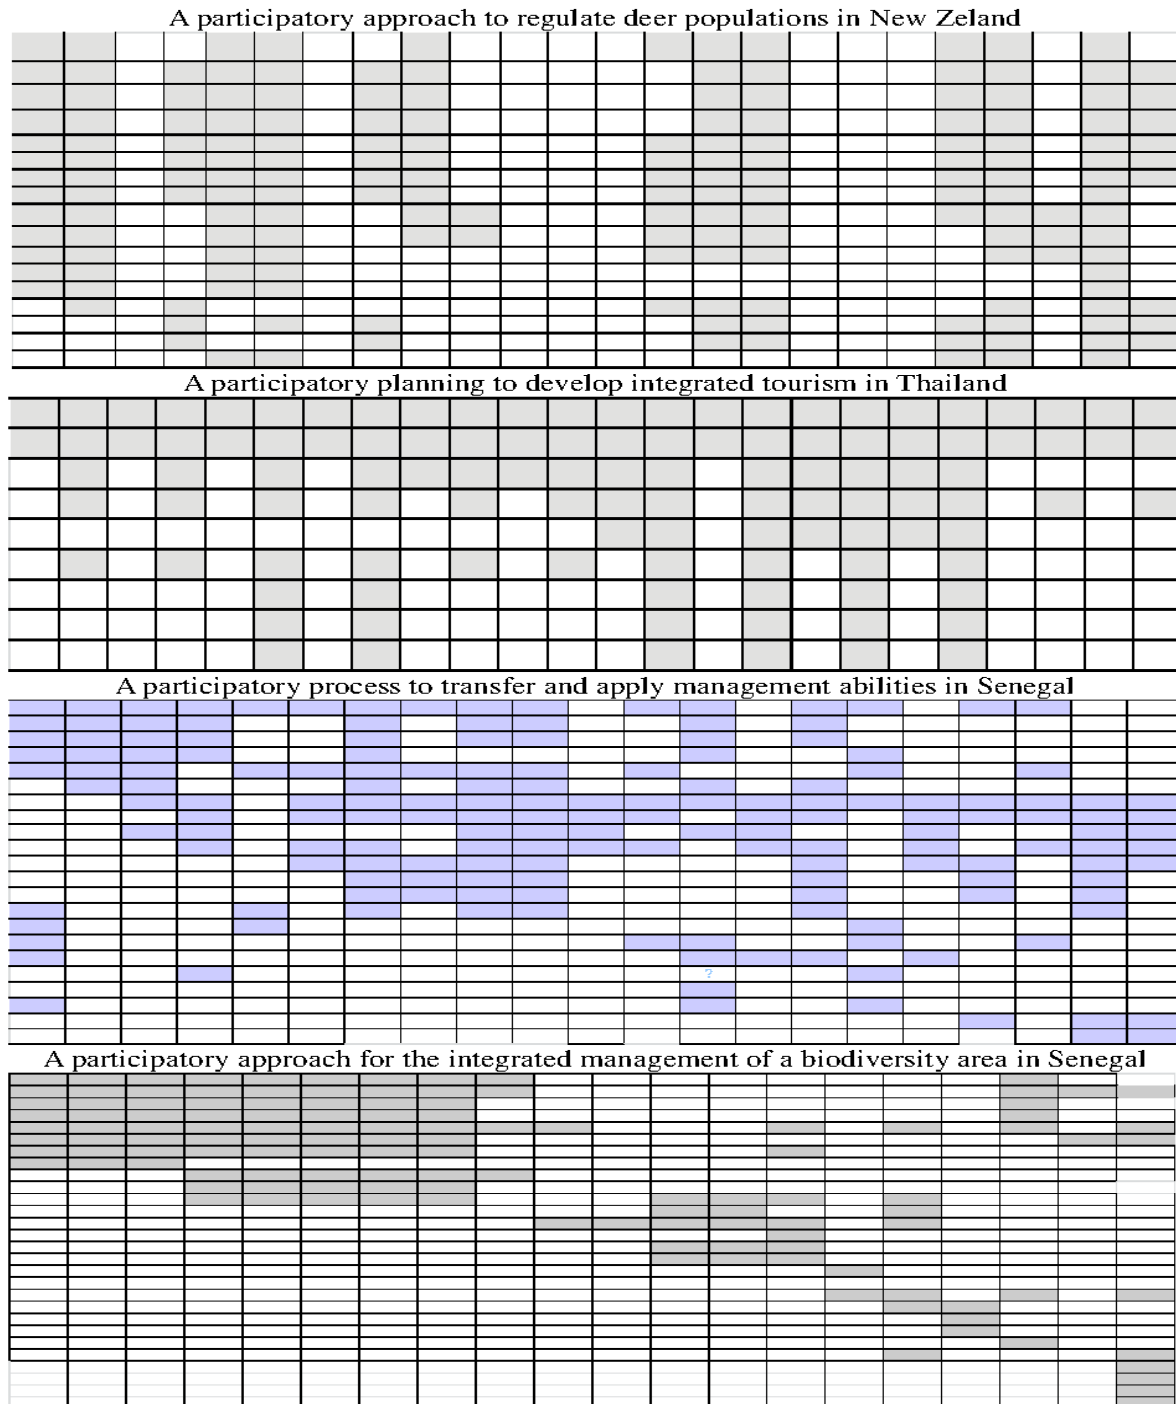 A participatory approach to regulate deer populations in New Zeland
A participatory planning to develop integrated tourism in Thailand
A participatory process to transfer and apply management abilities in Senegal
?
A participatory approach for the integrated management of a biodiversity area in Senegal